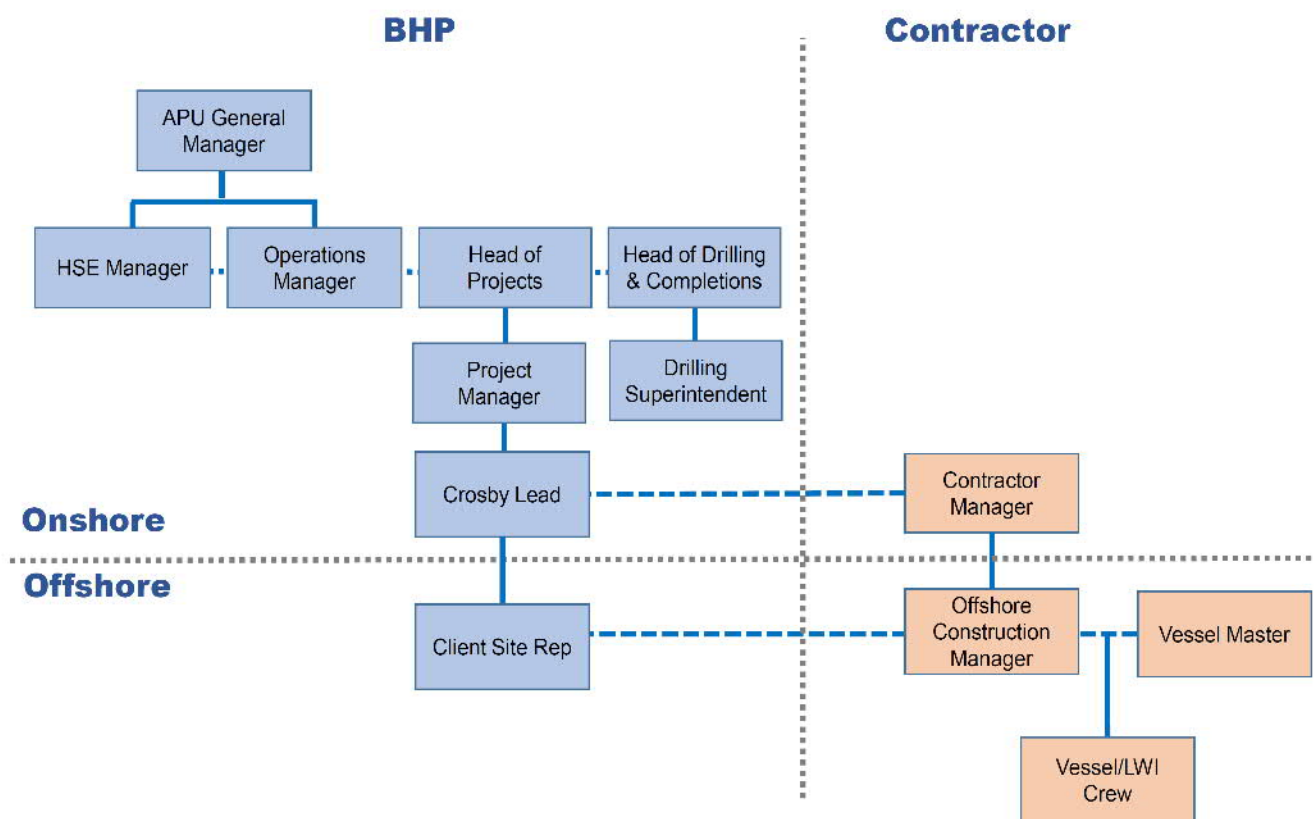 BHP
Contractor
APU General
Manager
HSE Manager
Operations
Manager
Head of
Projects
Head of Drilling
& Completions
Project
Manager
Drilling
Superintendent
Crosby Lead
Contractor
Manager
Onshore
Offshore
Client Site Rep
Offshore
Construction
Manager
Vessel Master
Vessel/LWI
Crew